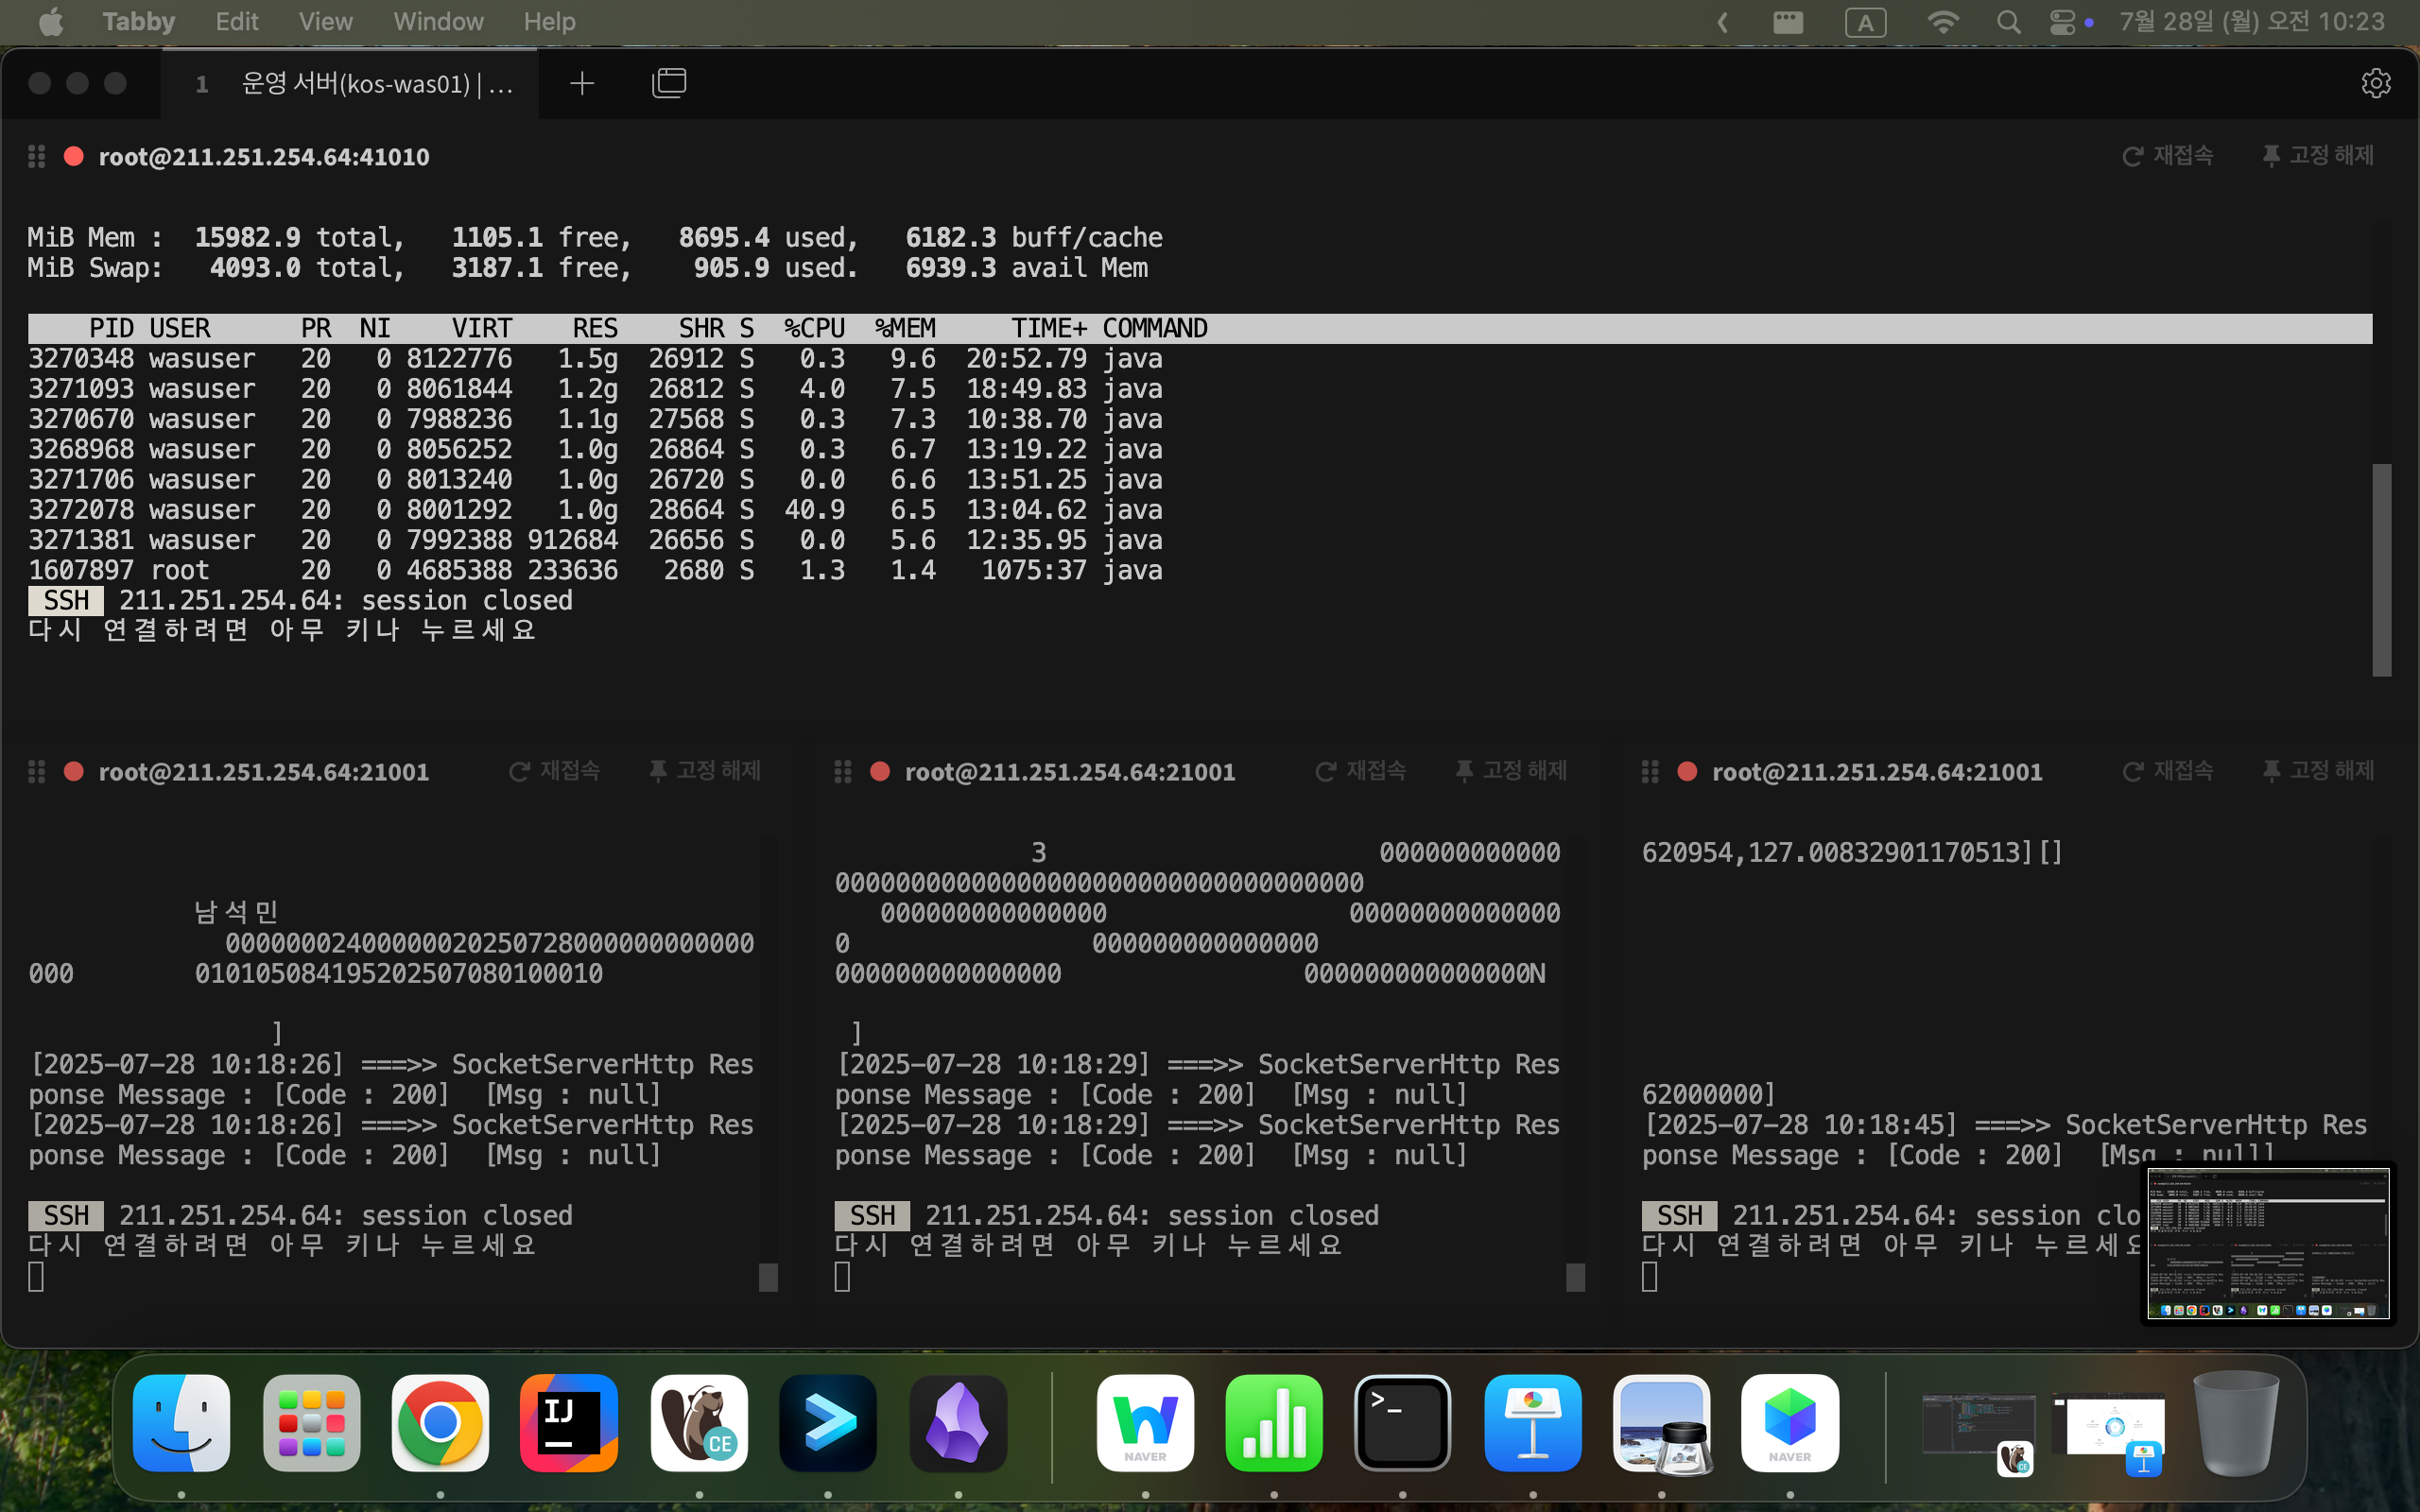 Tabby Edit View Window Help A 7월 28일 (월) 오전 10:23
1 운영 서버(kos-was01) | …
root@211.251.254.64:41010 재접속 고정 해제
MiB Mem : 15982.9 total, 1105.1 free, 8695.4 used, 6182.3 buff/cache
MiB Swap: 4093.0 total, 3187.1 free, 905.9 used. 6939.3 avail Mem
PID USER PR NI VIRT RES SHR S %CPU %MEM TIME+ COMMAND
3270348 wasuser 20 0 8122776 1.5g 26912 S 0.3 9.6 20:52.79 java
3271093 wasuser 20 0 8061844 1.2g 26812 S 4.0 7.5 18:49.83 java
3270670 wasuser 20 0 7988236 1.1g 27568 S 0.3 7.3 10:38.70 java
3268968 wasuser 20 0 8056252 1.0g 26864 S 0.3 6.7 13:19.22 java
3271706 wasuser 20 0 8013240 1.0g 26720 S 0.0 6.6 13:51.25 java
3272078 wasuser 20 0 8001292 1.0g 28664 S 40.9 6.5 13:04.62 java
3271381 wasuser 20 0 7992388 912684 26656 S 0.0 5.6 12:35.95 java
1607897 root 20 0 4685388 233636 2680 S 1.3 1.4 1075:37 java
SSH 211.251.254.64: session closed
다시 연결하려면 아무 키나 누르세요
root@211.251.254.64:21001 재접속 고정 해제
남석민
00000002400000020250728000000000000
000 010105084195202507080100010
]
[2025-07-28 10:18:26] ===>> SocketServerHttp Res
ponse Message : [Code : 200] [Msg : null]
[2025-07-28 10:18:26] ===>> SocketServerHttp Res
ponse Message : [Code : 200] [Msg : null]
SSH 211.251.254.64: session closed
다시 연결하려면 아무 키나 누르세요
root@211.251.254.64:21001 재접속 고정 해제
3 000000000000
00000000000000000000000000000000000
000000000000000 00000000000000
0 000000000000000
000000000000000 000000000000000N
]
[2025-07-28 10:18:29] ===>> SocketServerHttp Res
ponse Message : [Code : 200] [Msg : null]
[2025-07-28 10:18:29] ===>> SocketServerHttp Res
ponse Message : [Code : 200] [Msg : null]
SSH 211.251.254.64: session closed
다시 연결하려면 아무 키나 누르세요
root@211.251.254.64:21001 재접속 고정 해제
620954,127.00832901170513][]
62000000]
[2025-07-28 10:18:45] ===>> SocketServerHttp Res
ponse Message : [Code : 200] [Msg : null]
SSH 211.251.254.64: session clo
다시 연결하려면 아무 키나 누르세요
IJ CE NAVER >_ NAVER CE